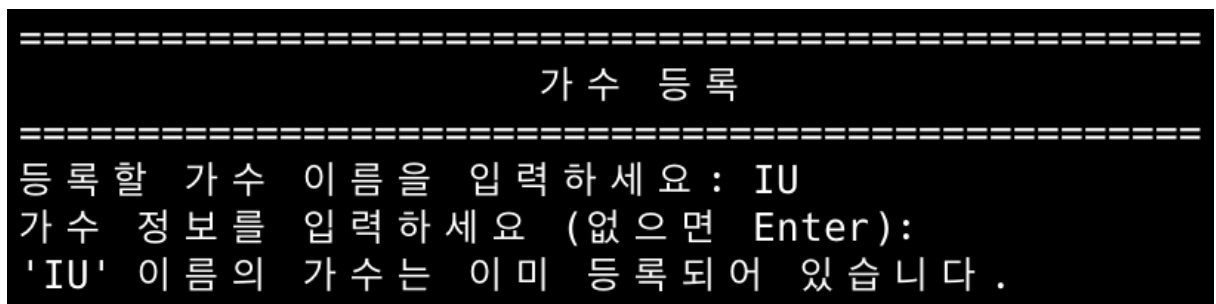 ==================================================
가수 등록
==================================================
등록할 가수 이름을 입력하세요: IU
가수 정보를 입력하세요 (없으면 Enter):
'IU' 이름의 가수는 이미 등록되어 있습니다.